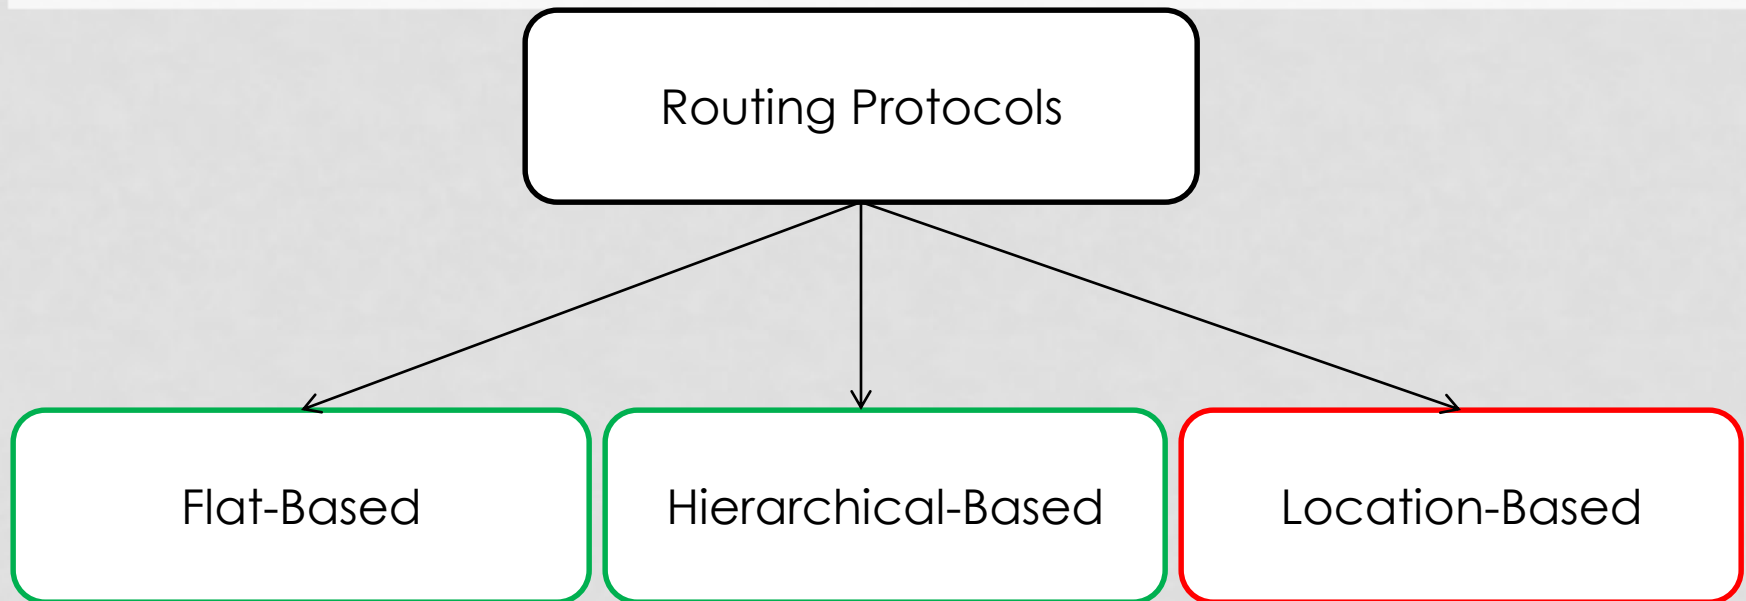 Routing Protocols
Flat-Based
Hierarchical-Based
Location-Based